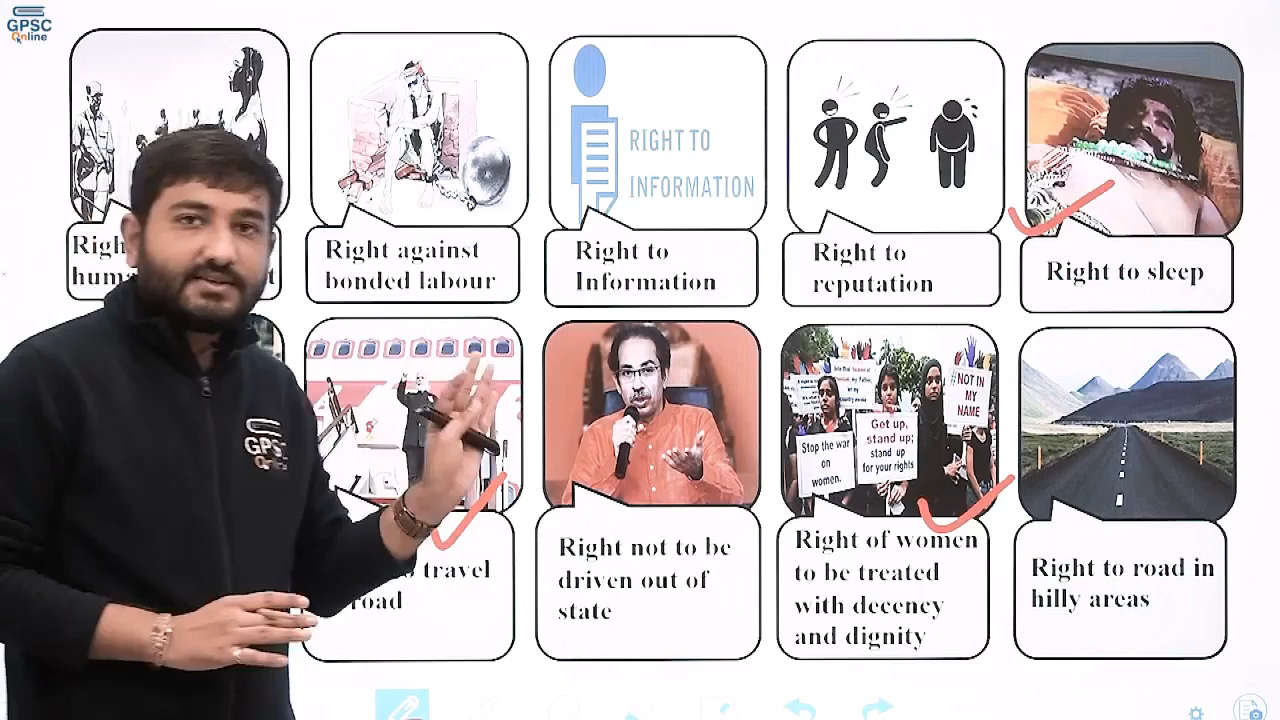 GPSC
Online
RIGHT TO
INFORMATION
Right against
bonded labour
Right to
Information
Right to
reputation
Right to sleep
GPSC
#NOT IN
MY
NAME
Get up,
stand up;
stand up
for your rights
Stop the war
on
women.
travel
Right not to be
driven out of
state
Right of women
to be treated
with decency
and dignity
Right to road in
hilly areas